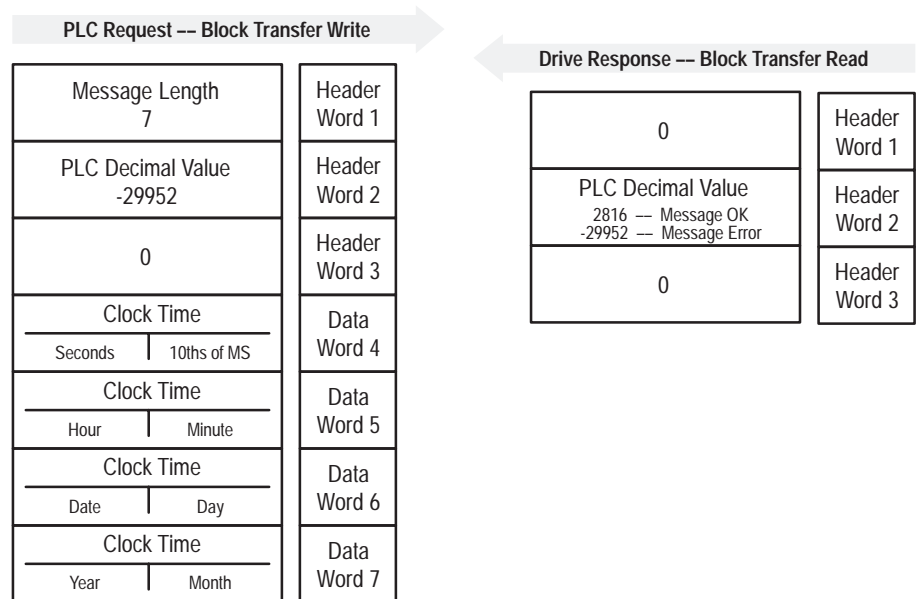 PLC Request –– Block Transfer Write
Message Length
7
Header
Word 1
PLC Decimal Value
-29952
Header
Word 2
0
Header
Word 3
Clock Time
Seconds 10ths of MS
Data
Word 4
Clock Time
Hour Minute
Data
Word 5
Clock Time
Date Day
Data
Word 6
Clock Time
Year Month
Data
Word 7
Drive Response –– Block Transfer Read
0
Header
Word 1
PLC Decimal Value
2816 –– Message OK
-29952 –– Message Error
Header
Word 2
0
Header
Word 3